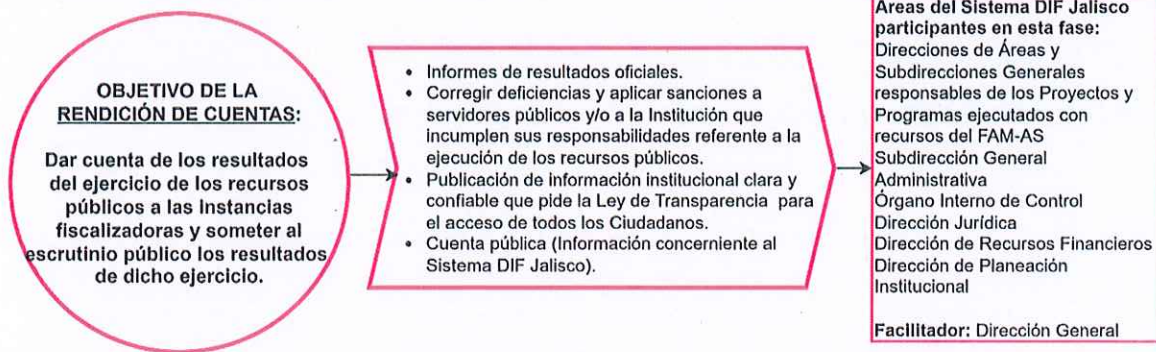 OBJETIVO DE LA
RENDICIÓN DE CUENTAS:
Dar cuenta de los resultados
del ejercicio de los recursos
públicos a las Instancias
fiscalizadoras y someter al
escrutinio público los resultados
de dicho ejercicio.
• Informes de resultados oficiales.
• Corregir deficiencias y aplicar sanciones a
servidores públicos y/o a la Institución que
incumplen sus responsabilidades referente a la
ejecución de los recursos públicos.
• Publicación de información institucional clara y
confiable que pide la Ley de Transparencia para
el acceso de todos los Ciudadanos.
• Cuenta pública (Información concerniente al
Sistema DIF Jalisco).
Áreas del Sistema DIF Jalisco
participantes en esta fase:
Direcciones de Áreas y
Subdirecciones Generales
responsables de los Proyectos y
Programas ejecutados con
recursos del FAM-AS
Subdirección General
Administrativa
Órgano Interno de Control
Dirección Jurídica
Dirección de Recursos Financieros
Dirección de Planeación
Institucional
Facilitador: Dirección General